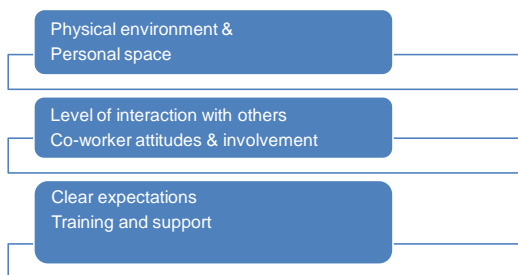 Physical environment &
Personal space
Level of interaction with others
Co-worker attitudes & involvement
Clear expectations
Training and support